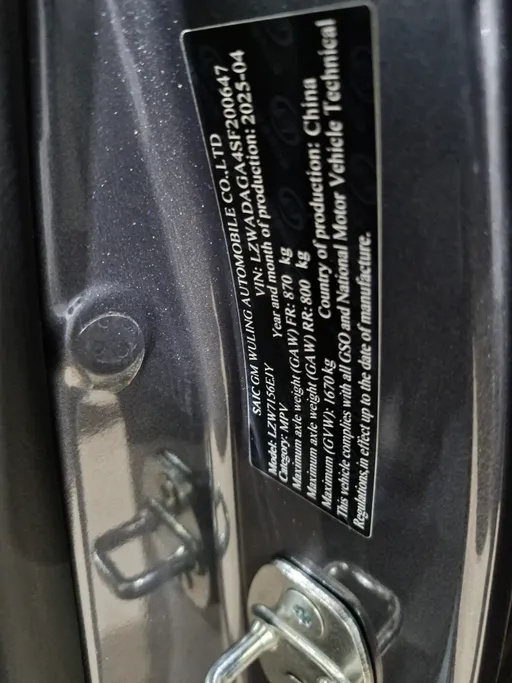 SAIC GM WULING AUTOMOBILE CO.,LTD
Model: LZW7156EJY VIN: LZWADAGA4SF200647
Category: MPV Year and month of production: 2025-04
Maximum axle weight (GAW) FR: 870 kg
Maximum axle weight (GAW) RR: 800 kg
Maximum (GVW): 1670 kg Country of production: China
This vehicle complies with all GSO and National Motor Vehicle Technical
Regulations,in effect up to the date of manufacture.